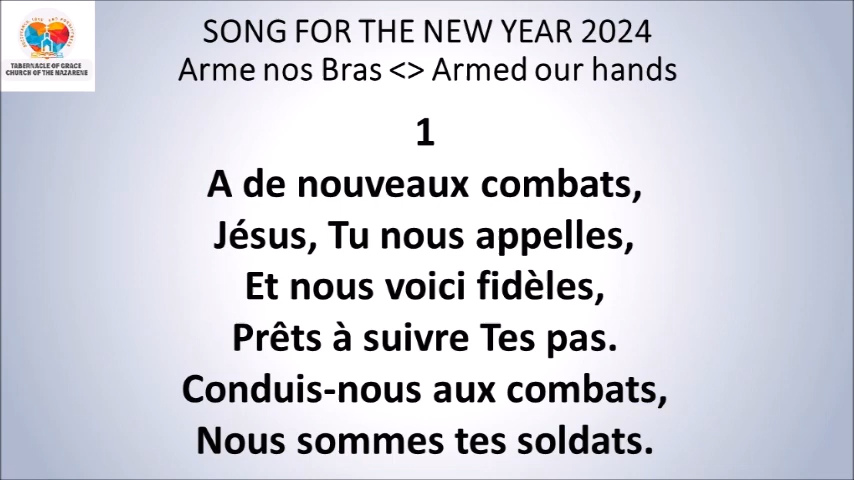 TABERNACLE OF GRACE
CHURCH OF THE NAZARENE
SONG FOR THE NEW YEAR 2024
Arme nos Bras <> Armed our hands
1
A de nouveaux combats,
Jésus, Tu nous appelles,
Et nous voici fidèles,
Prêts à suivre Tes pas.
Conduis-nous aux combats,
Nous sommes tes soldats.